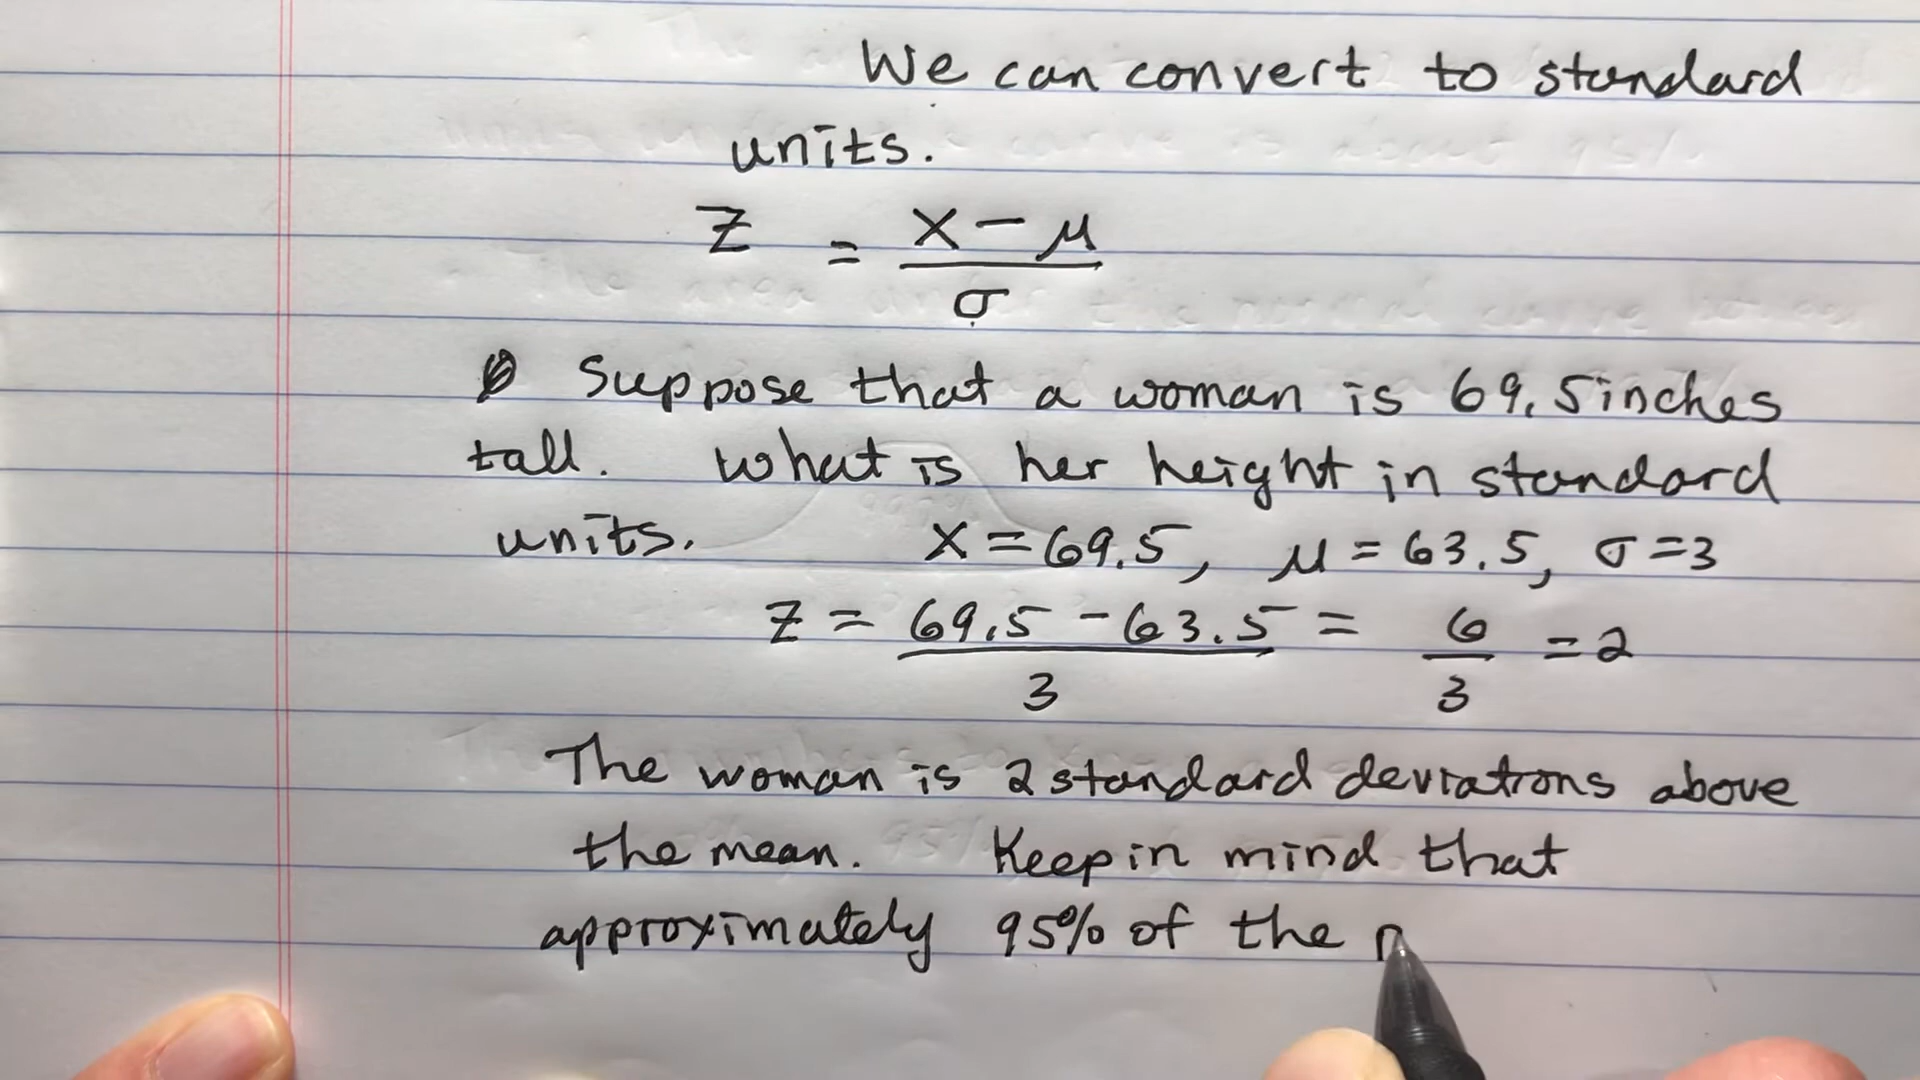 We can convert to standard
units.
Z = X - μ
σ
Suppose that a woman is 69.5 inches
tall. What is her height in standard
units. X = 69.5, μ = 63.5, σ = 3
Z = 69.5 - 63.5 = 6 = 2
3 3
The woman is 2 standard deviations above
the mean. Keep in mind that
approximately 95% of the